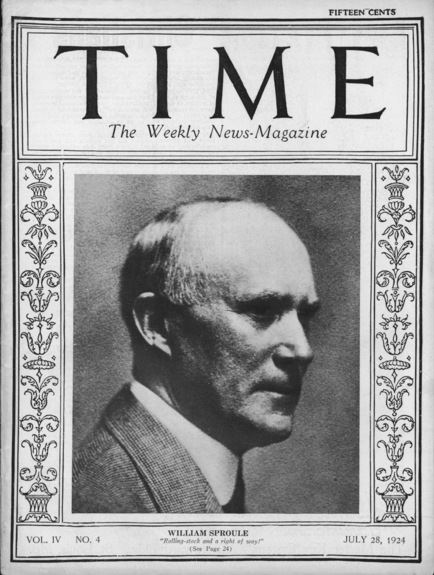 FIFTEEN CENTS
TIME
The Weekly News-Magazine
WILLIAM SPROULE
"Rolling-stock and a right of way!"
(See Page 24)
VOL. IV NO. 4
JULY 28, 1924